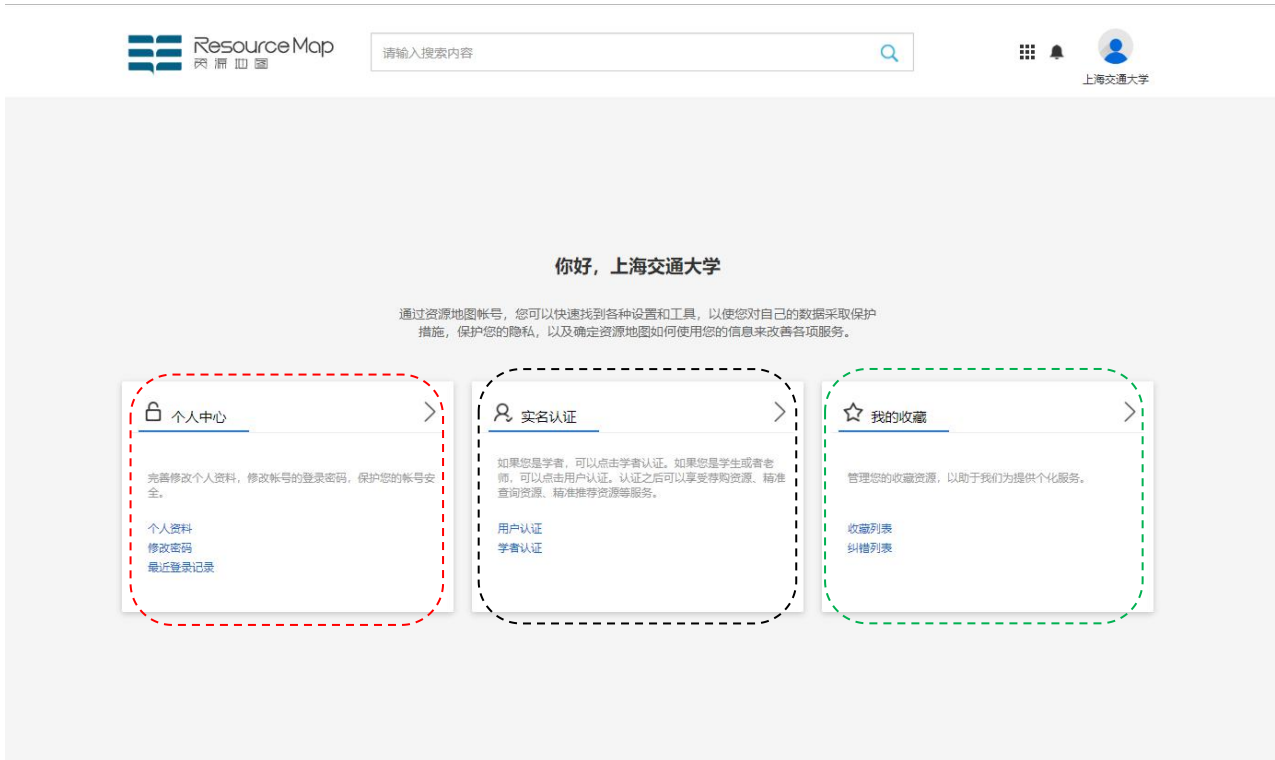 ResourceMap
资源地图
请输入搜索内容
上海交通大学
你好，上海交通大学
通过资源地图帐号，您可以快速找到各种设置和工具，以使您对自己的数据采取保护
措施，保护您的隐私，以及确定资源地图如何使用您的信息来改善各项服务。
个人中心
完善修改个人资料，修改帐号的登录密码，保护您的帐号安
全。
个人资料
修改密码
最近登录记录
实名认证
如果您是学者，可以点击学者认证。如果您是学生或者老
师，可以点击用户认证。认证之后可以享受荐购资源、精准
查询资源、精准推荐资源等服务。
用户认证
学者认证
我的收藏
管理您的收藏资源，以助于我们为提供个化服务。
收藏列表
纠错列表